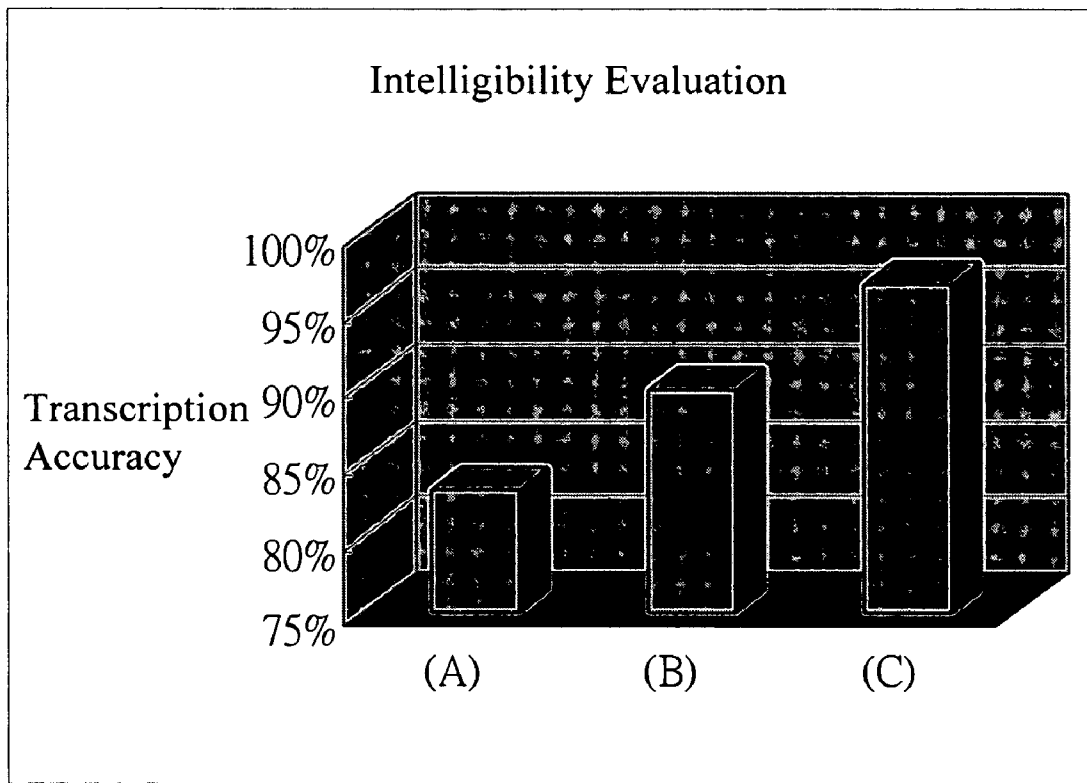 Intelligibility Evaluation
100%
95%
90%
Transcription
Accuracy
85%
80%
75%
(A)
(B)
(C)